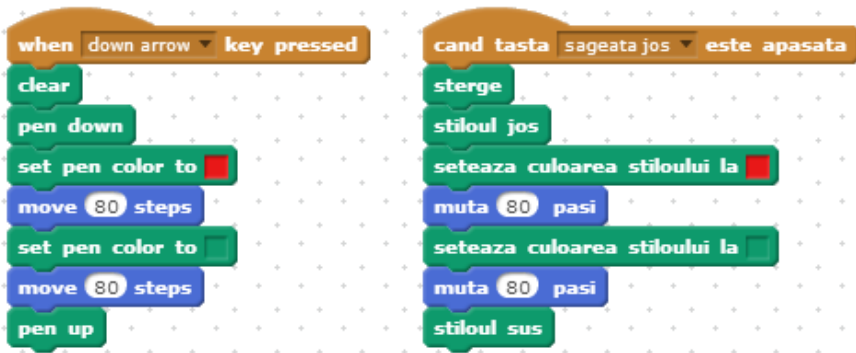 when down arrow key pressed
clear
pen down
set pen color to
move 80 steps
set pen color to
move 80 steps
pen up
cand tasta sageata jos este apasata
sterge
stiloul jos
seteaza culoarea stiloului la
muta 80 pasi
seteaza culoarea stiloului la
muta 80 pasi
stiloul sus